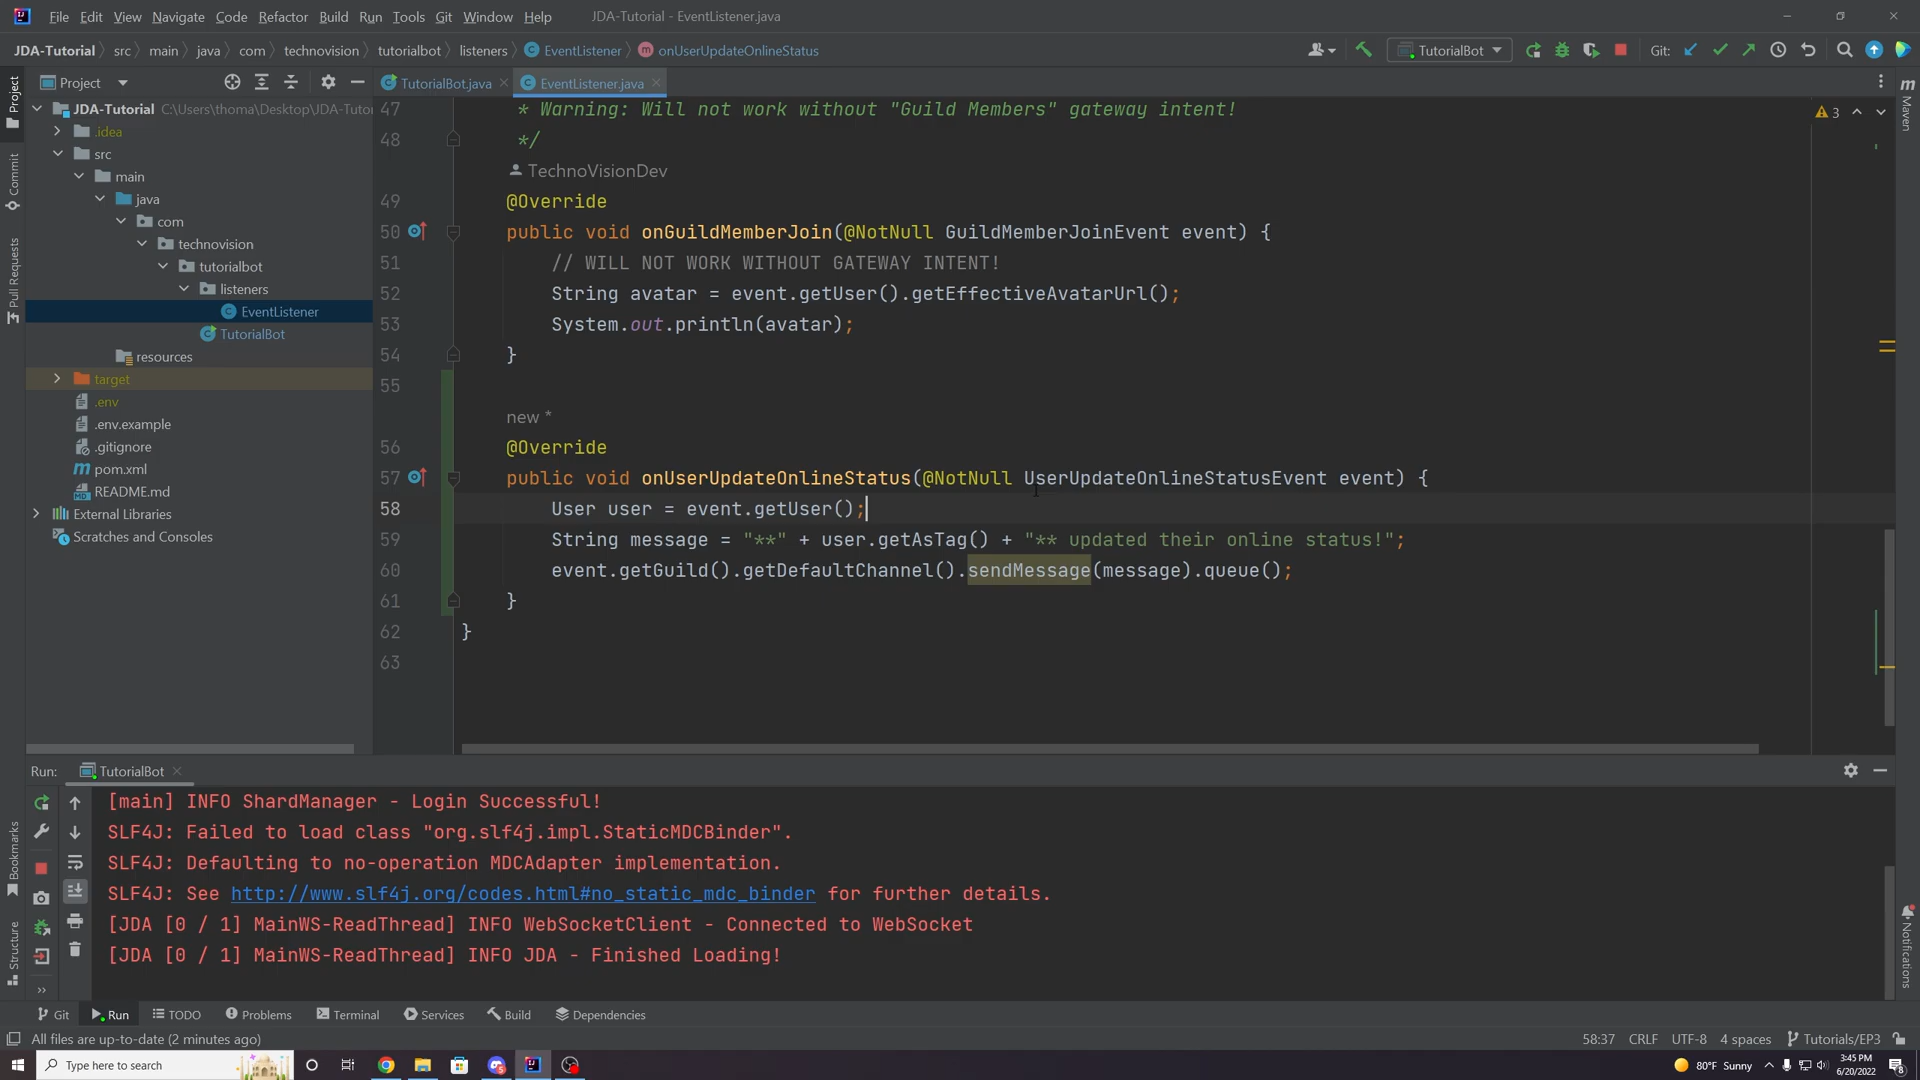 File Edit View Navigate Code Refactor Build Run Tools Git Window Help JDA-Tutorial - EventListener.java
JDA-Tutorial src main java com technovision tutorialbot listeners EventListener onUserUpdateOnlineStatus TutorialBot Git:
Project TutorialBot.java EventListener.java
JDA-Tutorial C:\Users\thoma\Desktop\JDA-Tutor
.idea
src
main
java
com
technovision
tutorialbot
listeners
EventListener
TutorialBot
resources
target
.env
.env.example
.gitignore
pom.xml
README.md
External Libraries
Scratches and Consoles
Project
Commit
Pull Requests
Bookmarks
Structure
Maven
Notifications
3
47 * Warning: Will not work without "Guild Members" gateway intent!
48 */
TechnoVisionDev
49 @Override
50 public void onGuildMemberJoin(@NotNull GuildMemberJoinEvent event) {
51 // WILL NOT WORK WITHOUT GATEWAY INTENT!
52 String avatar = event.getUser().getEffectiveAvatarUrl();
53 System.out.println(avatar);
54 }
55
new *
56 @Override
57 public void onUserUpdateOnlineStatus(@NotNull UserUpdateOnlineStatusEvent event) {
58 User user = event.getUser();
59 String message = "**" + user.getAsTag() + "** updated their online status!";
60 event.getGuild().getDefaultChannel().sendMessage(message).queue();
61 }
62 }
63
Run: TutorialBot
[main] INFO ShardManager - Login Successful!
SLF4J: Failed to load class "org.slf4j.impl.StaticMDCBinder".
SLF4J: Defaulting to no-operation MDCAdapter implementation.
SLF4J: See http://www.slf4j.org/codes.html#no_static_mdc_binder for further details.
[JDA [0 / 1] MainWS-ReadThread] INFO WebSocketClient - Connected to WebSocket
[JDA [0 / 1] MainWS-ReadThread] INFO JDA - Finished Loading!
Git Run TODO Problems Terminal Services Build Dependencies
All files are up-to-date (2 minutes ago) 58:37 CRLF UTF-8 4 spaces Tutorials/EP3
Type here to search 80°F Sunny 3:45 PM
6/20/2022
8